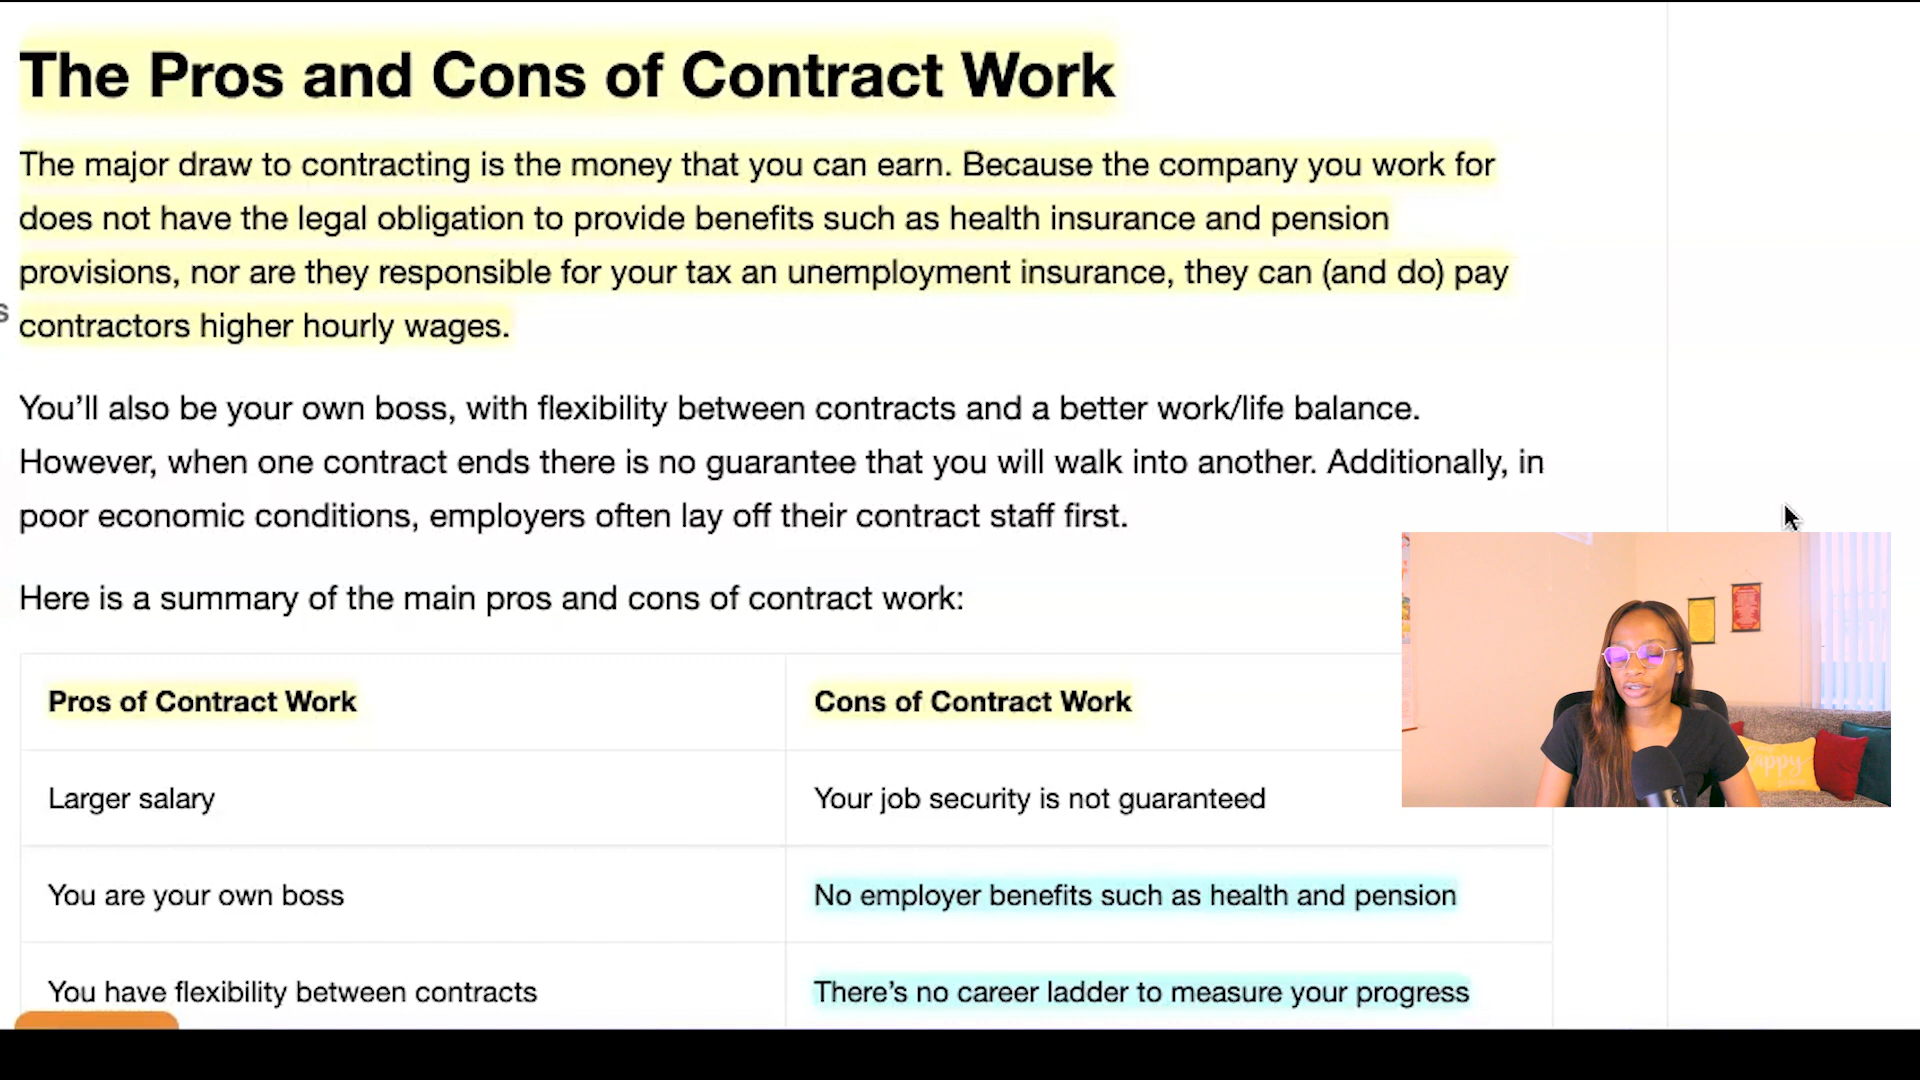 The Pros and Cons of Contract Work
The major draw to contracting is the money that you can earn. Because the company you work for
does not have the legal obligation to provide benefits such as health insurance and pension
provisions, nor are they responsible for your tax an unemployment insurance, they can (and do) pay
s
contractors higher hourly wages.
You’ll also be your own boss, with flexibility between contracts and a better work/life balance.
However, when one contract ends there is no guarantee that you will walk into another. Additionally, in
poor economic conditions, employers often lay off their contract staff first.
Here is a summary of the main pros and cons of contract work:
Pros of Contract Work
Cons of Contract Work
Larger salary
Your job security is not guaranteed
You are your own boss
No employer benefits such as health and pension
You have flexibility between contracts
There’s no career ladder to measure your progress